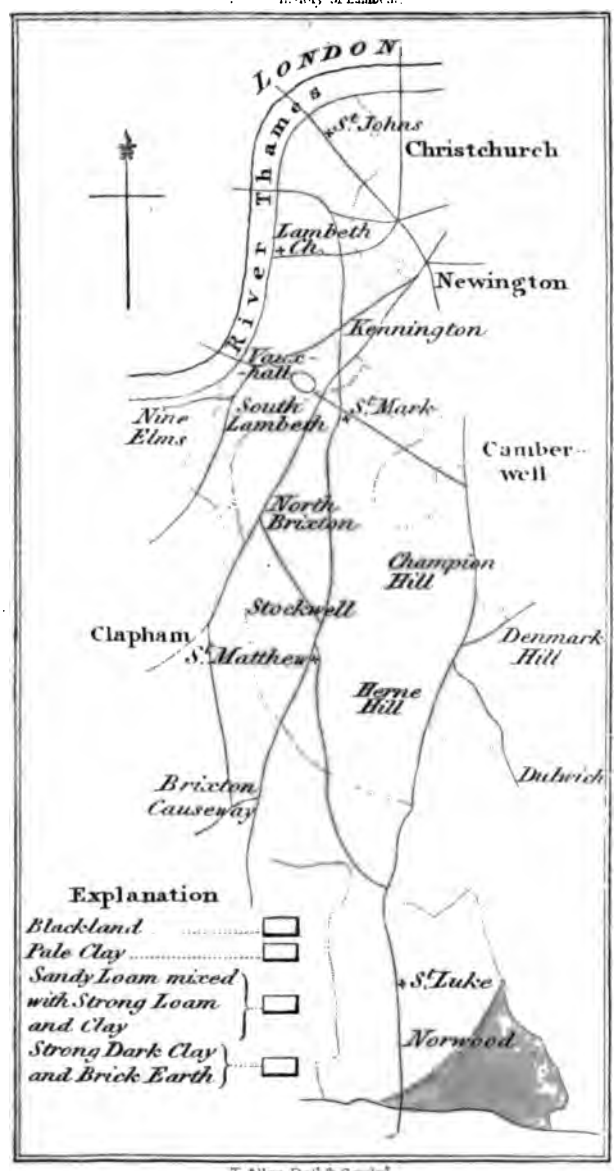 LONDON
River Thames
St. Johns
Christchurch
Lambeth
Ch.
Newington
Kennington
Vaux-
-hall
St. Mark
South
Lambeth
Nine
Elms
Camber-
well
North
Brixton
Champion
Hill
Stockwell
Clapham
Denmark
Hill
St. Matthew
Herne
Hill
Dulwich
Brixton
Causeway
Explanation
Blackland
Pale Clay
Sandy Loam mixed
with Strong Loam
and Clay
Strong Dark Clay
and Brick Earth
St. Luke
Norwood